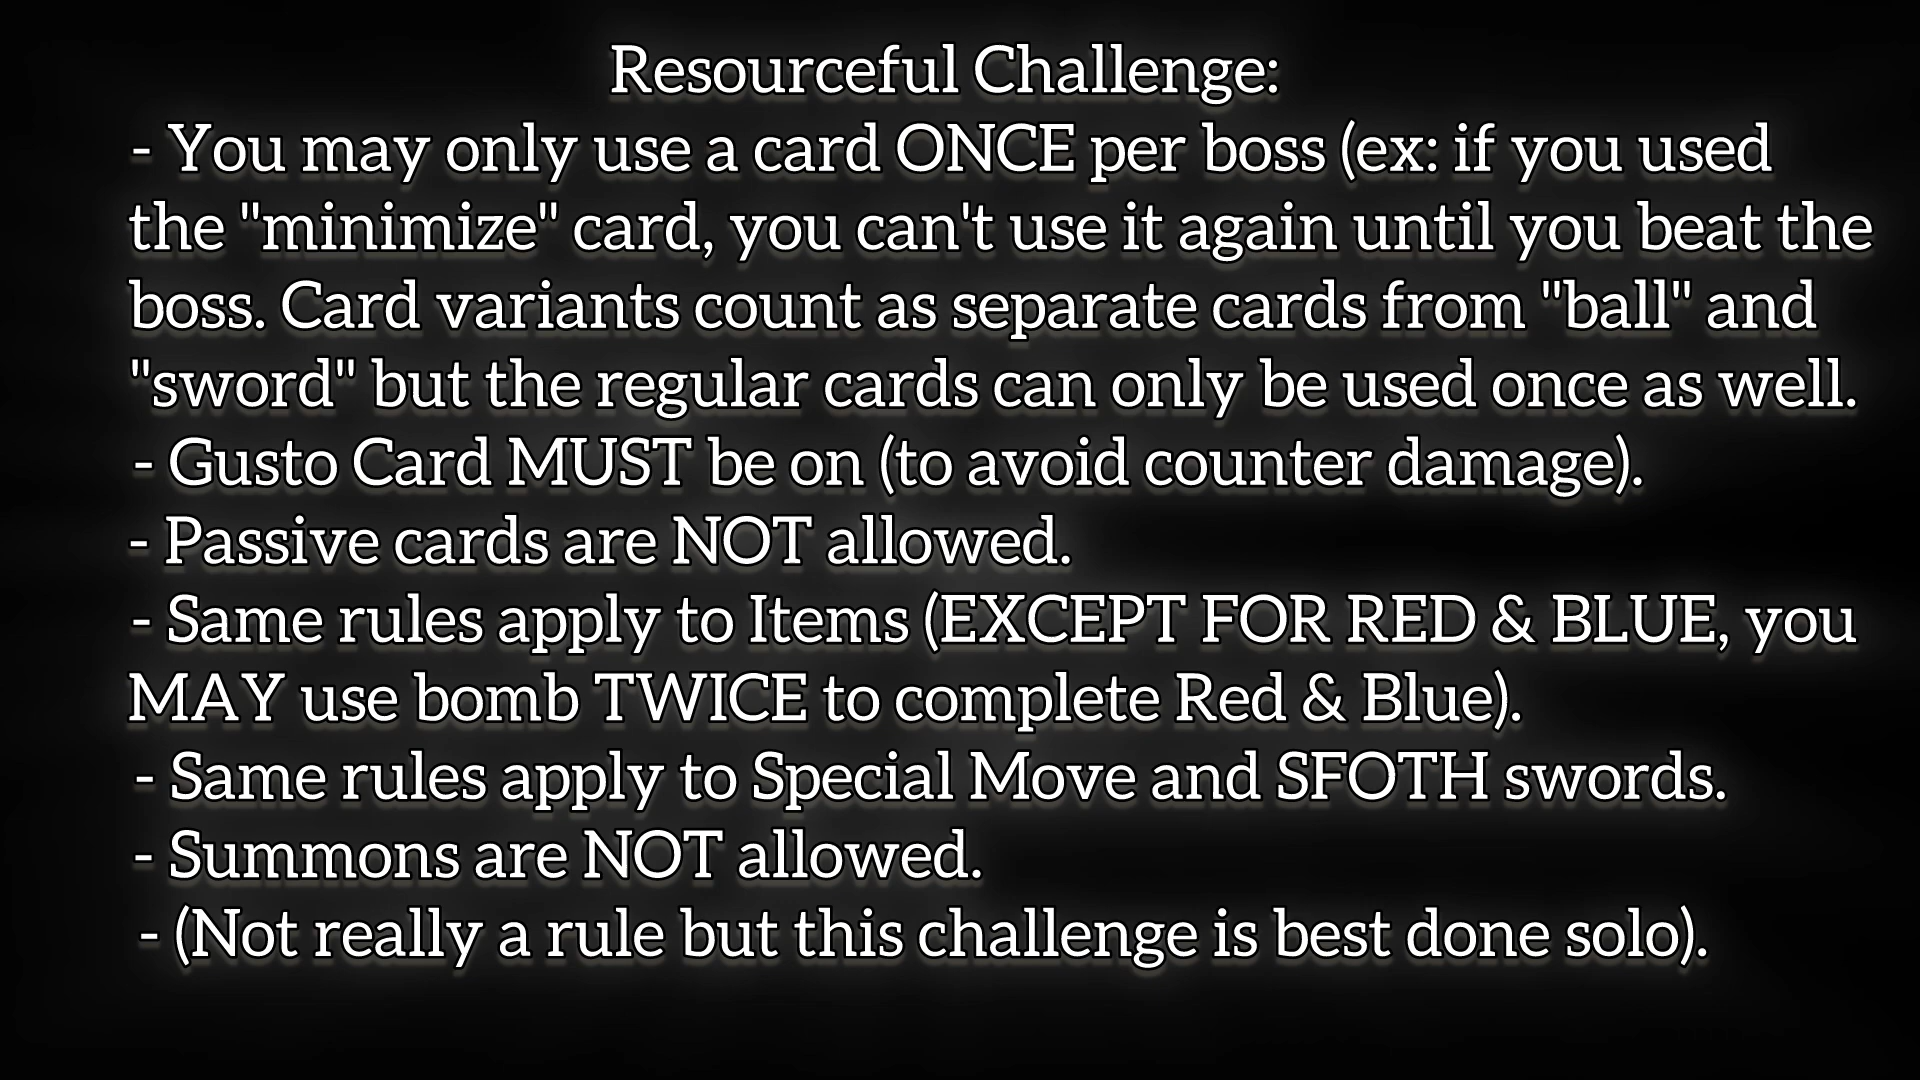 Resourceful Challenge:
- You may only use a card ONCE per boss (ex: if you used
the "minimize" card, you can't use it again until you beat the
boss. Card variants count as separate cards from "ball" and
"sword" but the regular cards can only be used once as well.
- Gusto Card MUST be on (to avoid counter damage).
- Passive cards are NOT allowed.
- Same rules apply to Items (EXCEPT FOR RED & BLUE, you
MAY use bomb TWICE to complete Red & Blue).
- Same rules apply to Special Move and SFOTH swords.
- Summons are NOT allowed.
- (Not really a rule but this challenge is best done solo).